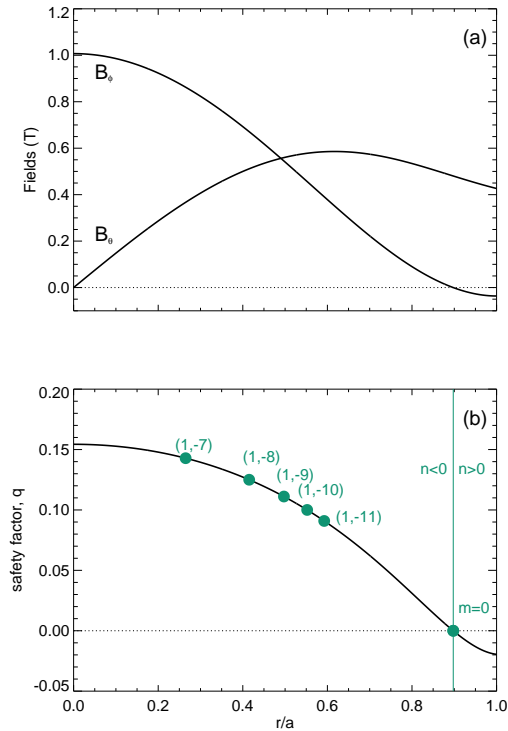 1.2
(a)
B_ϕ
1.0
0.8
Fields (T)
0.6
0.4
B_θ
0.2
0.0
0.20
(b)
(1,-7)
0.15
(1,-8)
n<0
n>0
(1,-9)
(1,-10)
safety factor, q
0.10
(1,-11)
0.05
m=0
0.00
-0.05
0.0
0.2
0.4
0.6
0.8
1.0
r/a